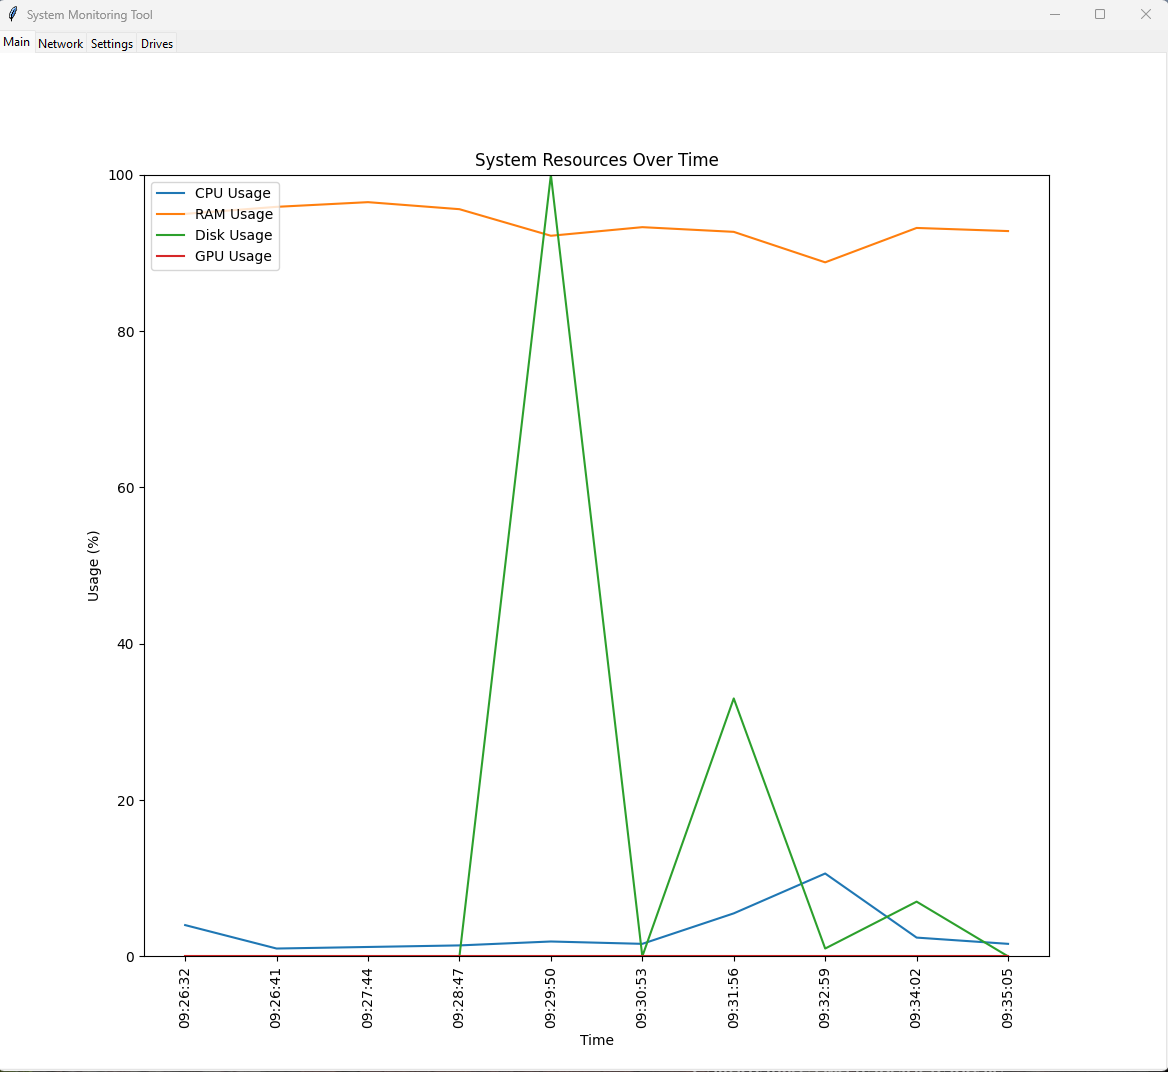 System Monitoring Tool
Main Network Settings Drives
System Resources Over Time
100
80
60
40
20
0
Usage (%)
CPU Usage
RAM Usage
Disk Usage
GPU Usage
09:26:32
09:26:41
09:27:44
09:28:47
09:29:50
09:30:53
09:31:56
09:32:59
09:34:02
09:35:05
Time